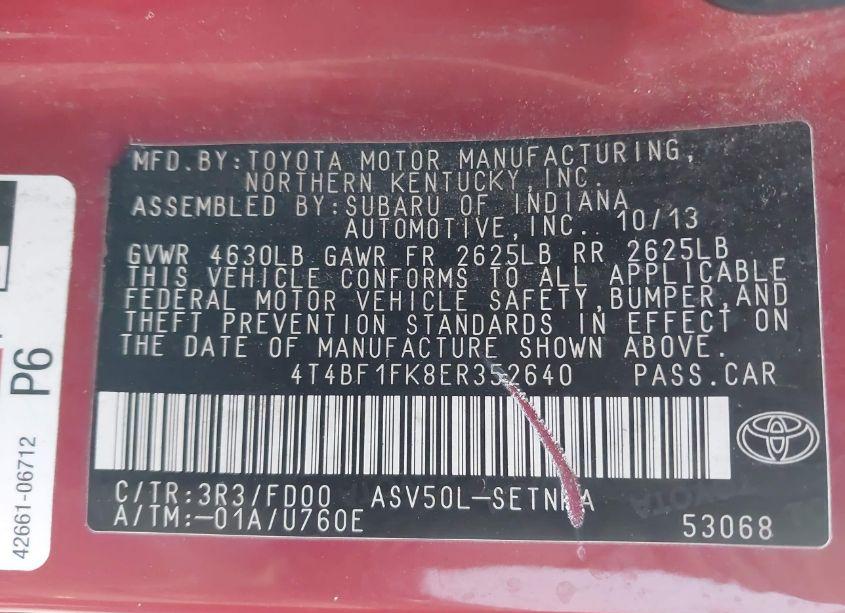 MFD.BY:TOYOTA MOTOR MANUFACTURING,
NORTHERN KENTUCKY,INC.
ASSEMBLED BY:SUBARU OF INDIANA
AUTOMOTIVE,INC. 10/13
GVWR 4630LB GAWR FR 2625LB RR 2625LB
THIS VEHICLE CONFORMS TO ALL APPLICABLE
FEDERAL MOTOR VEHICLE SAFETY,BUMPER,AND
THEFT PREVENTION STANDARDS IN EFFECT ON
THE DATE OF MANUFACTURE SHOWN ABOVE.
4T4BF1FK8ER352640 PASS.CAR
C/TR:3R3/FD00
A/TM:-01A/U760E
53068
P6
42661-06712